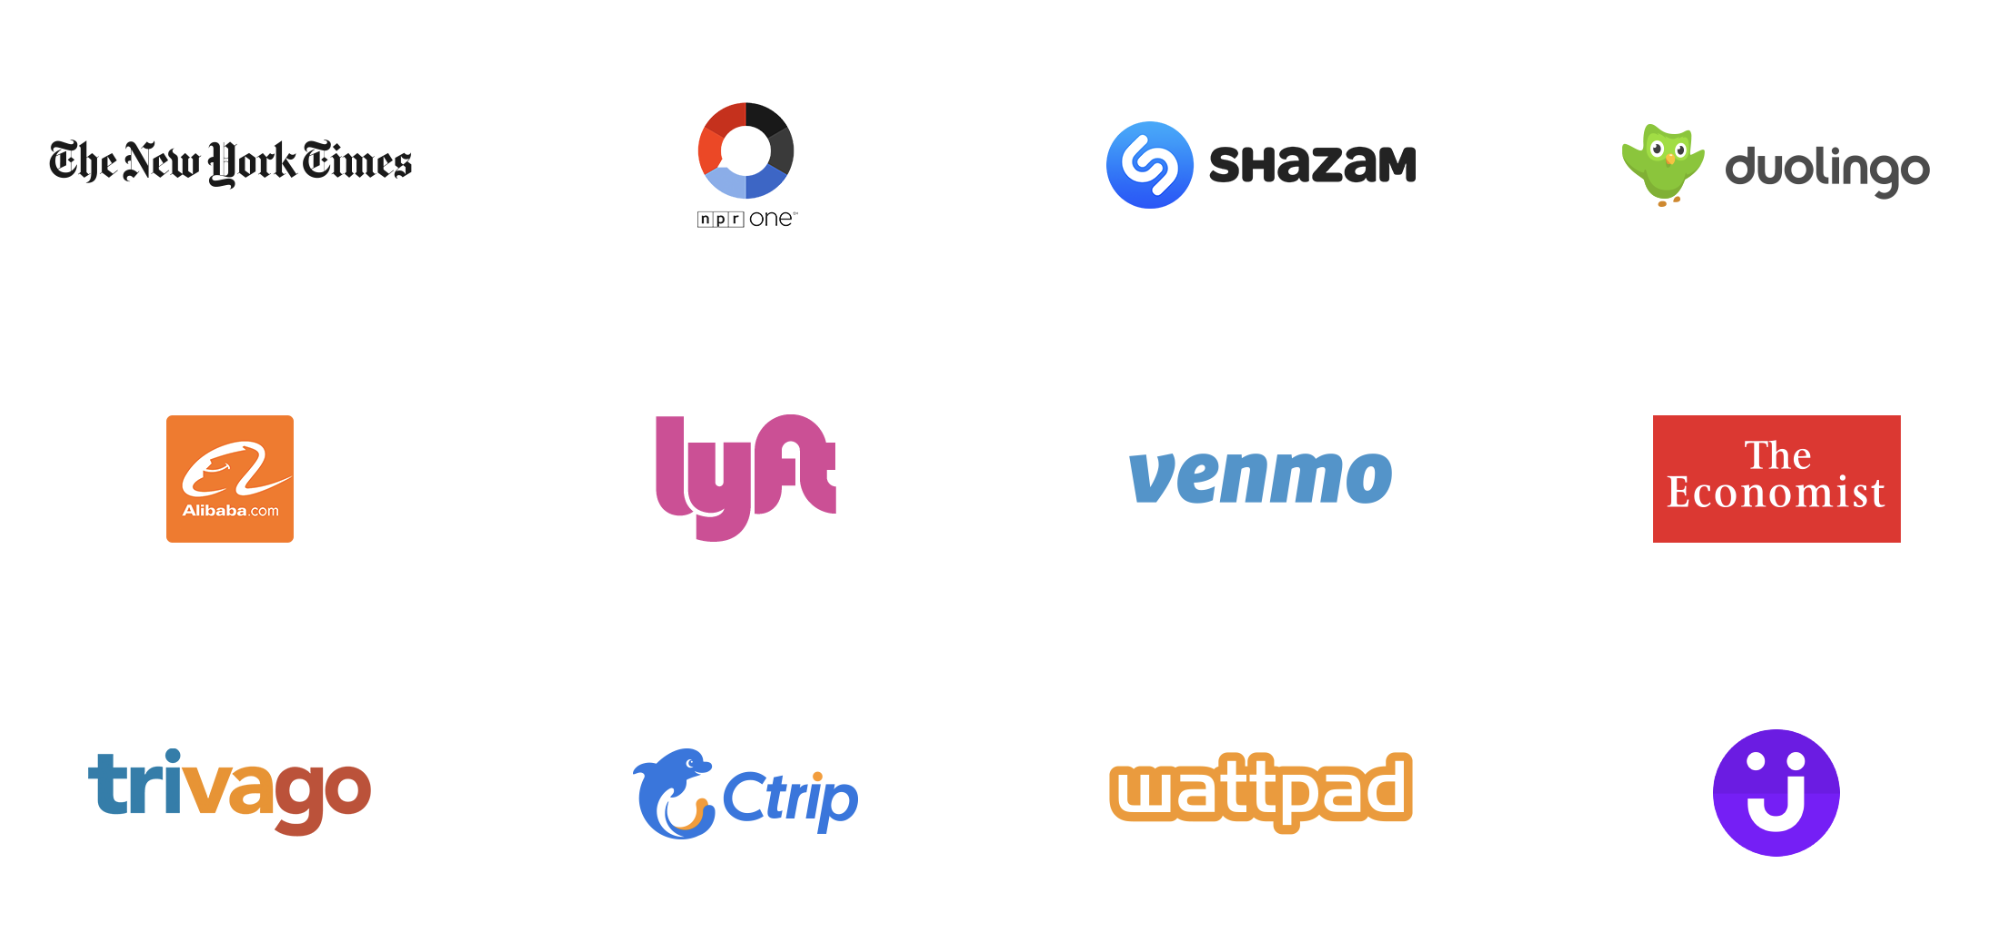 The New York Times
npr one
SHAZAM
duolingo
Alibaba.com
lyft
venmo
The
Economist
trivago
Ctrip
wattpad
j